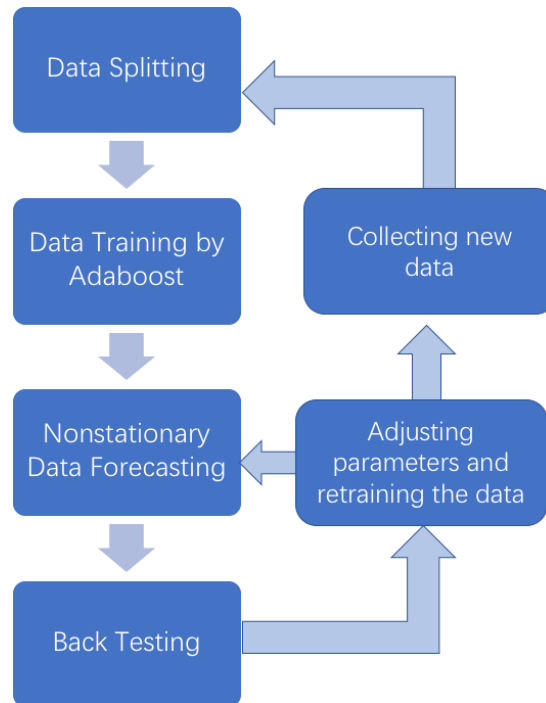 Data Splitting
Data Training by
Adaboost
Collecting new
data
Nonstationary
Data Forecasting
Adjusting
parameters and
retraining the data
Back Testing